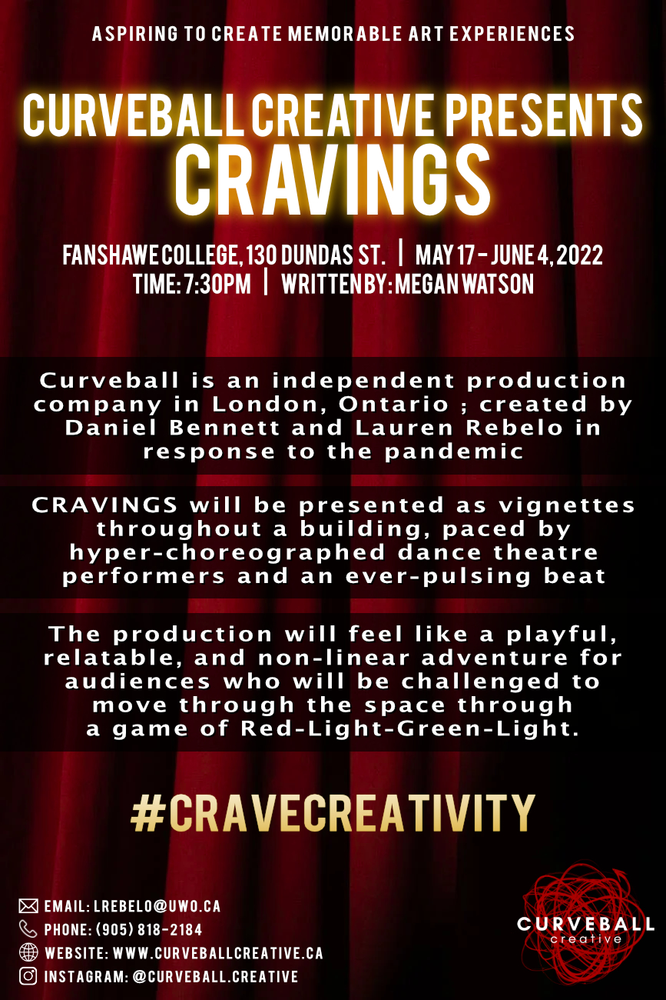 ASPIRING TO CREATE MEMORABLE ART EXPERIENCES
CURVEBALL CREATIVE PRESENTS
CRAVINGS
FANSHAWE COLLEGE, 130 DUNDAS ST. | MAY 17 - JUNE 4, 2022
TIME: 7:30PM | WRITTEN BY: MEGAN WATSON
Curveball is an independent production
company in London, Ontario ; created by
Daniel Bennett and Lauren Rebelo in
response to the pandemic
CRAVINGS will be presented as vignettes
throughout a building, paced by
hyper-choreographed dance theatre
performers and an ever-pulsing beat
The production will feel like a playful,
relatable, and non-linear adventure for
audiences who will be challenged to
move through the space through
a game of Red-Light-Green-Light.
#CRAVECREATIVITY
EMAIL: LREBELO@UWO.CA
PHONE: (905) 818-2184
WEBSITE: WWW.CURVEBALLCREATIVE.CA
INSTAGRAM: @CURVEBALL.CREATIVE
CURVEBALL
creative